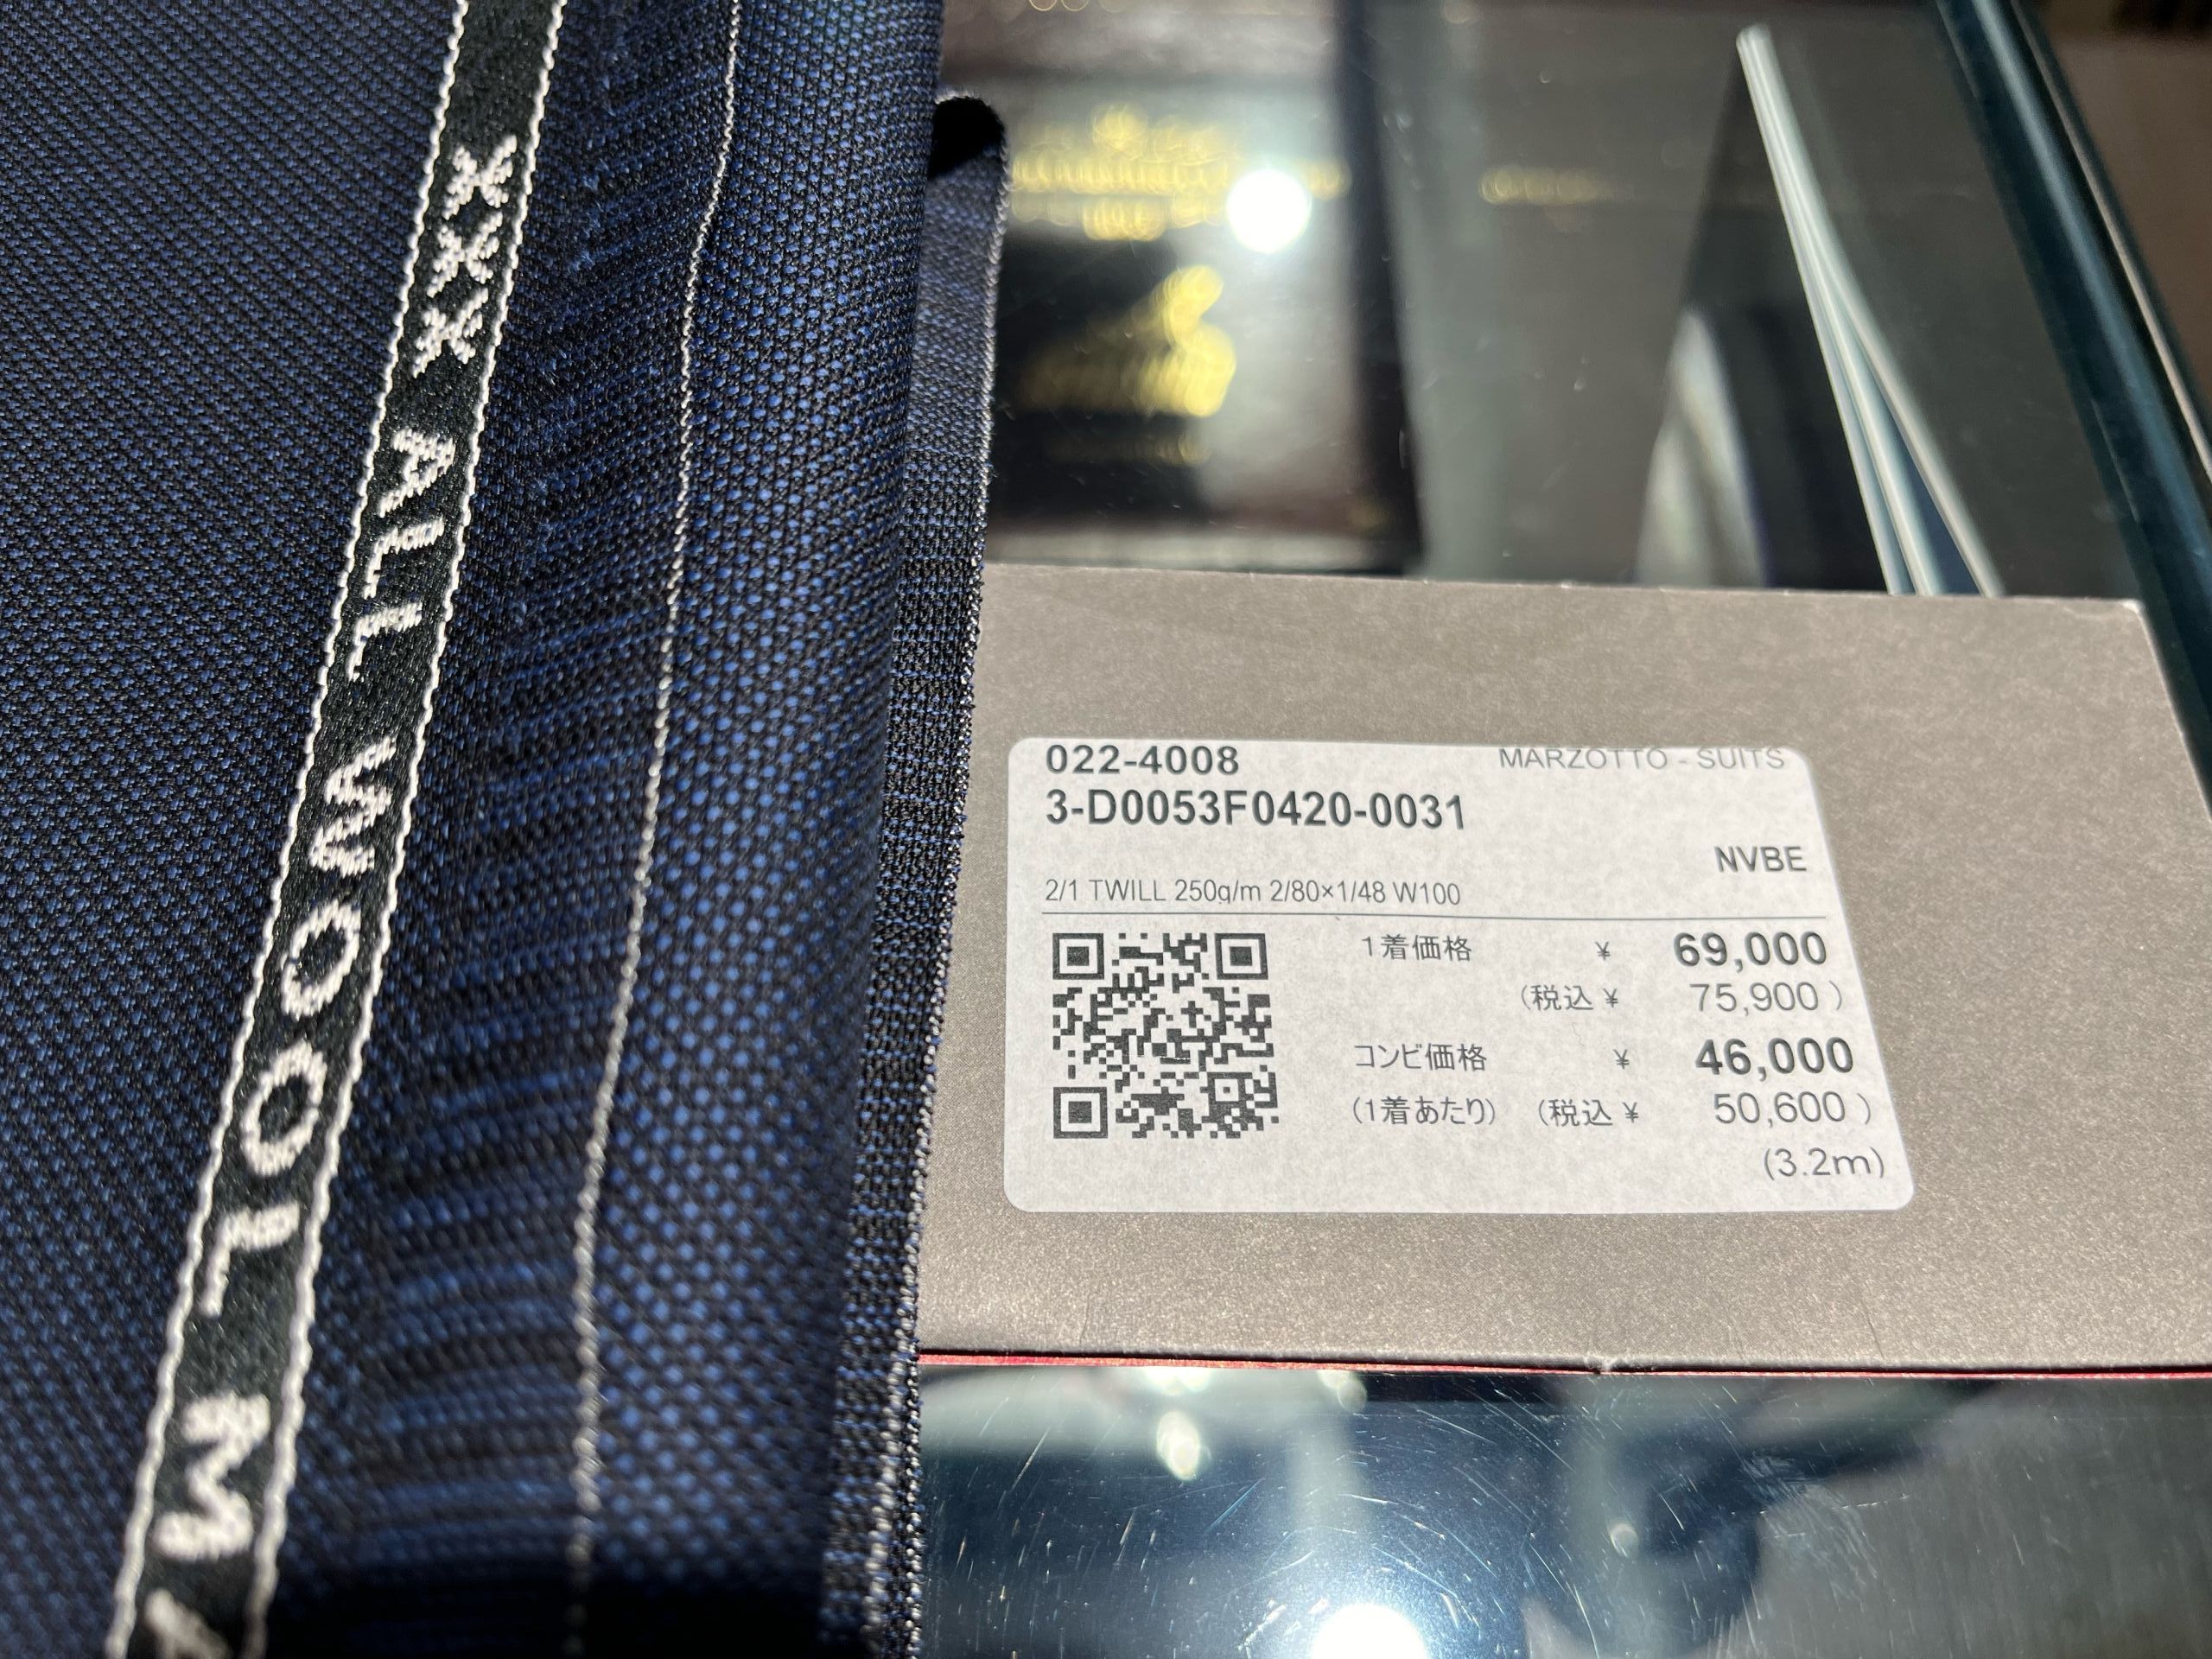 XXX ALL WOOL MA
022-4008 MARZOTTO - SUITS
3-D0053F0420-0031
NVBE
2/1 TWILL 250g/m 2/80×1/48 W100
1着価格 ¥ 69,000
(税込 ¥ 75,900 )
コンビ価格 ¥ 46,000
(1着あたり) (税込 ¥ 50,600 )
(3.2m)